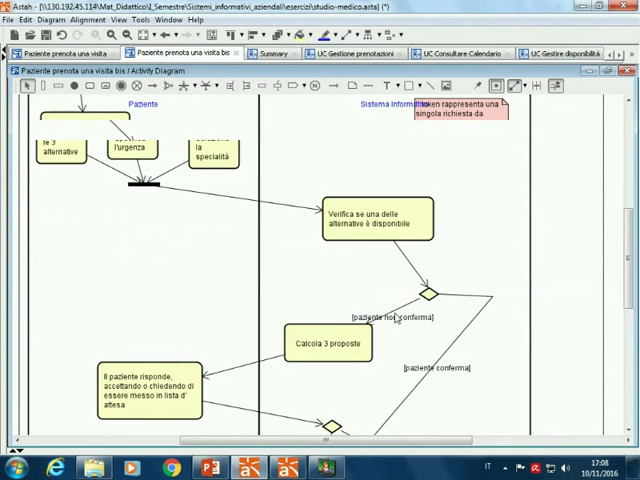 Astah - [\\130.192.45.114\Mat_Didattico\I_Semestre\Sistemi_informativi_aziendali\esercizi\studio-medico.asta] (*)
File Edit Diagram Alignment View Tools Window Plugin Help
Paziente prenota una visita
Paziente prenota una visita bis
Summary
UC Gestione prenotazioni
UC Consultare Calendario
UC Gestire disponibilità
Paziente prenota una visita bis / Activity Diagram
Paziente
Sistema Informativo
token rappresenta una
singola richiesta da
le 3
alternative
l'urgenza
la
specialità
Verifica se una delle
alternative è disponibile
[paziente non conferma]
Calcola 3 proposte
[paziente conferma]
Il paziente risponde,
accettando o chiedendo di
essere messo in lista d'
attesa
IT
17:08
10/11/2016